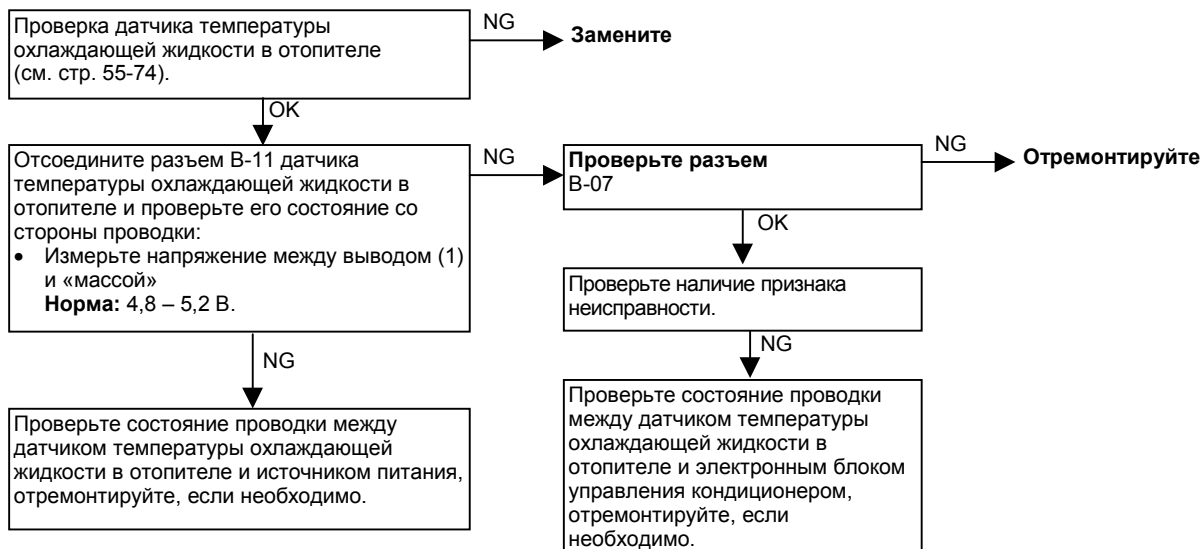 Проверка датчика температуры
охлаждающей жидкости в отопителе
(см. стр. 55-74).
NG
Замените
OK
Отсоедините разъем B-11 датчика
температуры охлаждающей жидкости в
отопителе и проверьте его состояние со
стороны проводки:
• Измерьте напряжение между выводом (1)
и «массой»
Норма: 4,8 – 5,2 В.
NG
Проверьте разъем
B-07
NG
Отремонтируйте
OK
Проверьте наличие признака
неисправности.
NG
NG
Проверьте состояние проводки между
датчиком температуры охлаждающей
жидкости в отопителе и источником питания,
отремонтируйте, если необходимо.
Проверьте состояние проводки
между датчиком температуры
охлаждающей жидкости в
отопителе и электронным блоком
управления кондиционером,
отремонтируйте, если
необходимо.